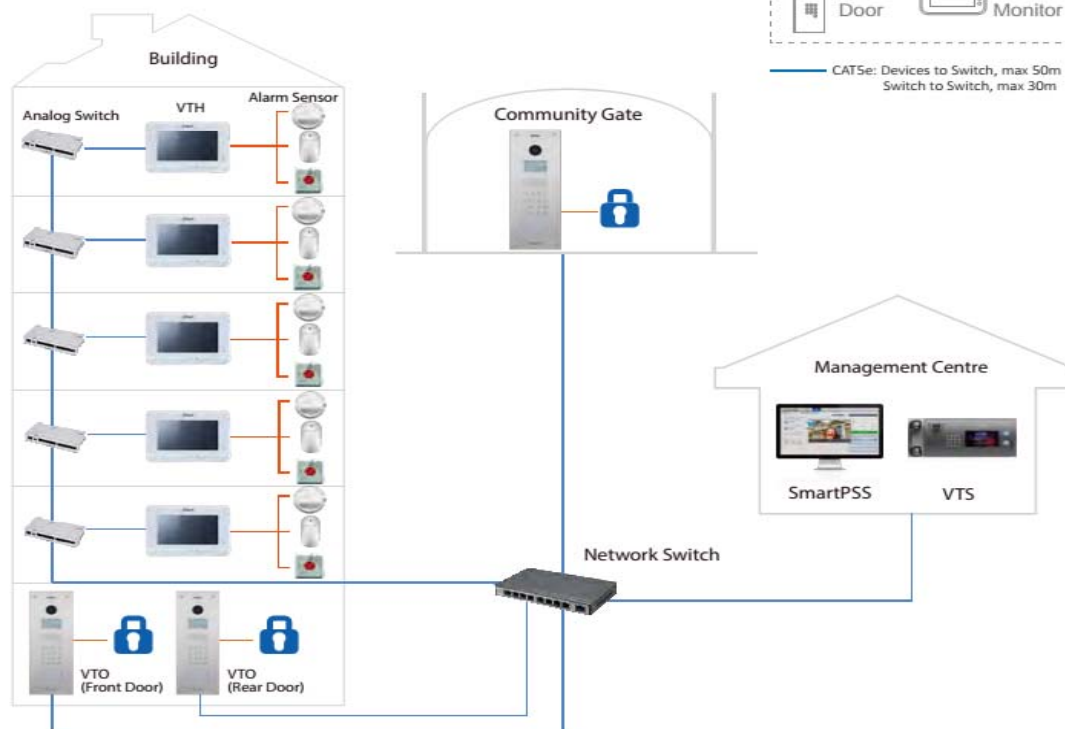 Door
Monitor
CAT5e: Devices to Switch, max 50m
Switch to Switch, max 30m
Building
Analog Switch
VTH
Alarm Sensor
Community Gate
Management Centre
SmartPSS
VTS
Network Switch
VTO
(Front Door)
VTO
(Rear Door)